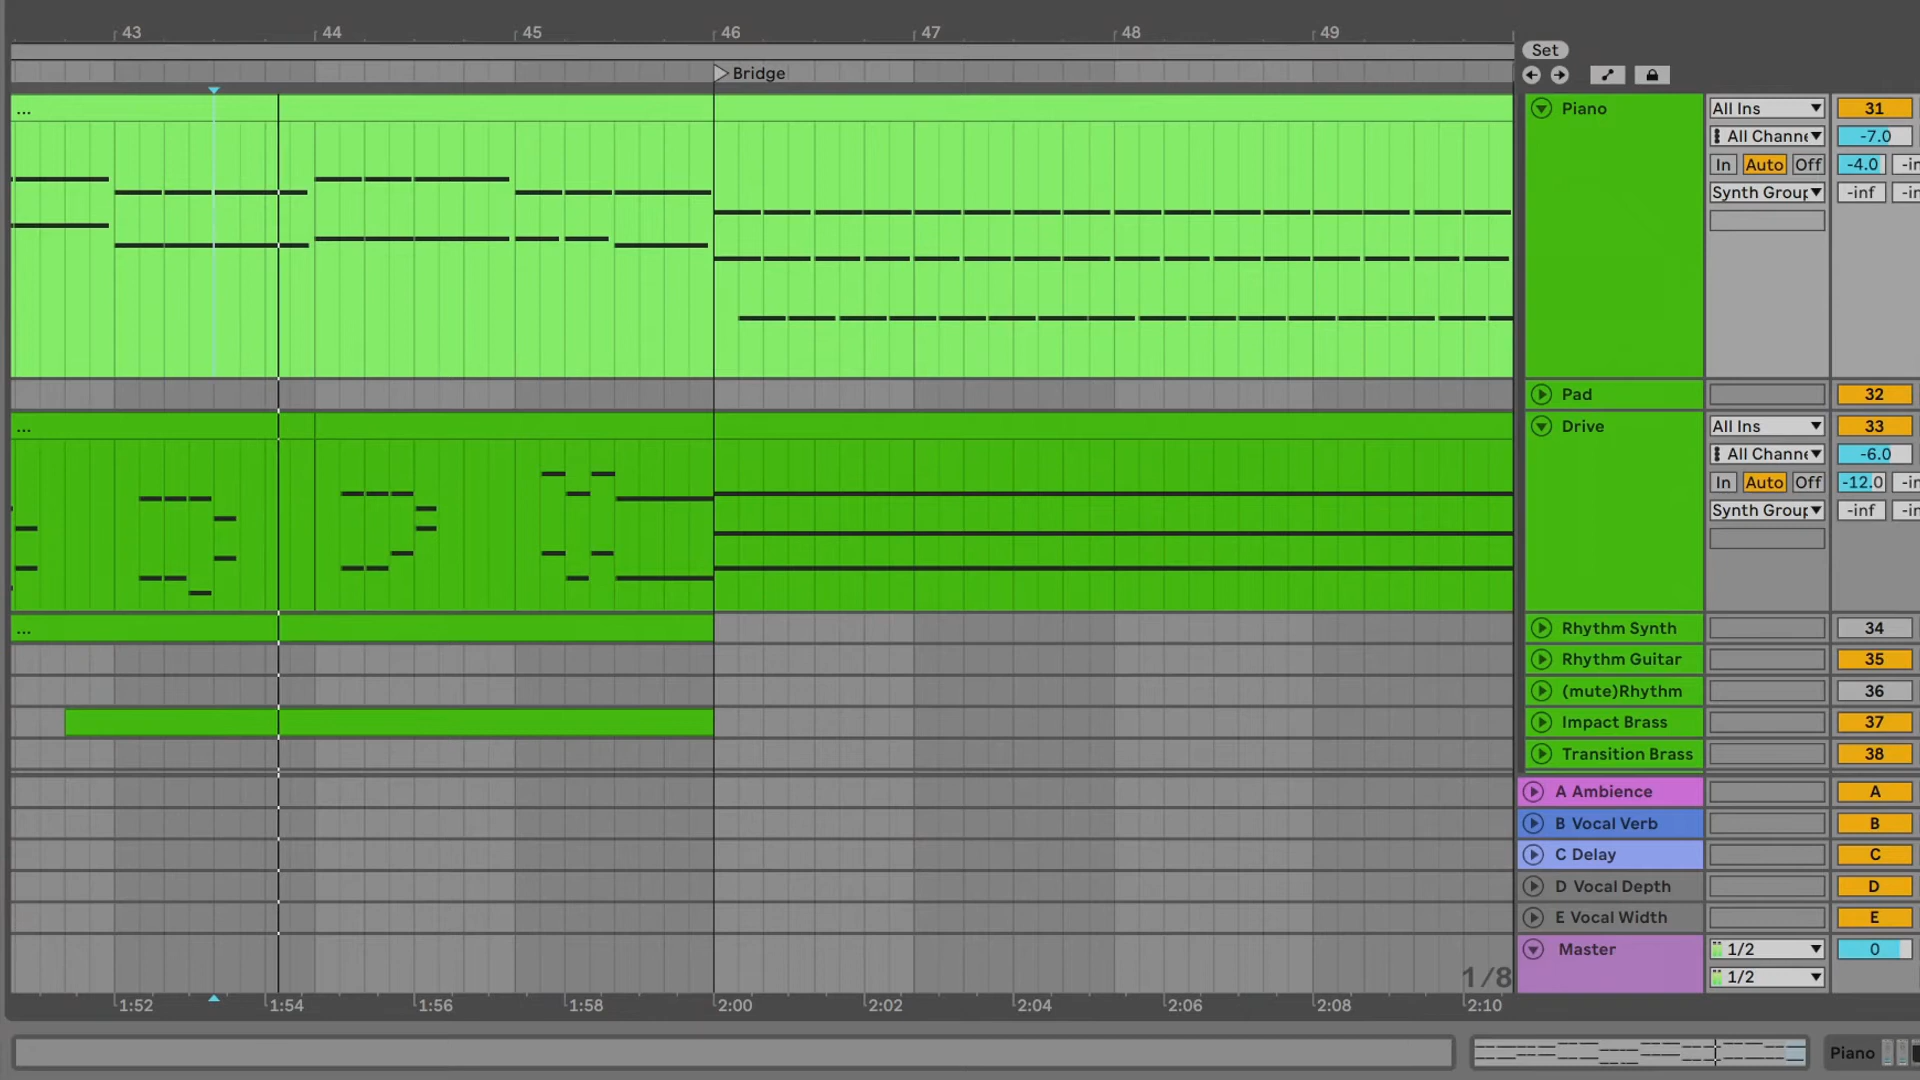 43 44 45 46 47 48 49
Set
Bridge
...
Piano
All Ins
31
All Channe
-7.0
In Auto Off
-4.0
-in
Synth Group
-inf
-in
Pad
32
...
Drive
All Ins
33
All Channe
-6.0
In Auto Off
-12.0
-in
Synth Group
-inf
-in
...
Rhythm Synth
34
Rhythm Guitar
35
(mute)Rhythm
36
Impact Brass
37
Transition Brass
38
A Ambience
A
B Vocal Verb
B
C Delay
C
D Vocal Depth
D
E Vocal Width
E
Master
1/2
0
1/8
1/2
1:52 1:54 1:56 1:58 2:00 2:02 2:04 2:06 2:08 2:10
Piano